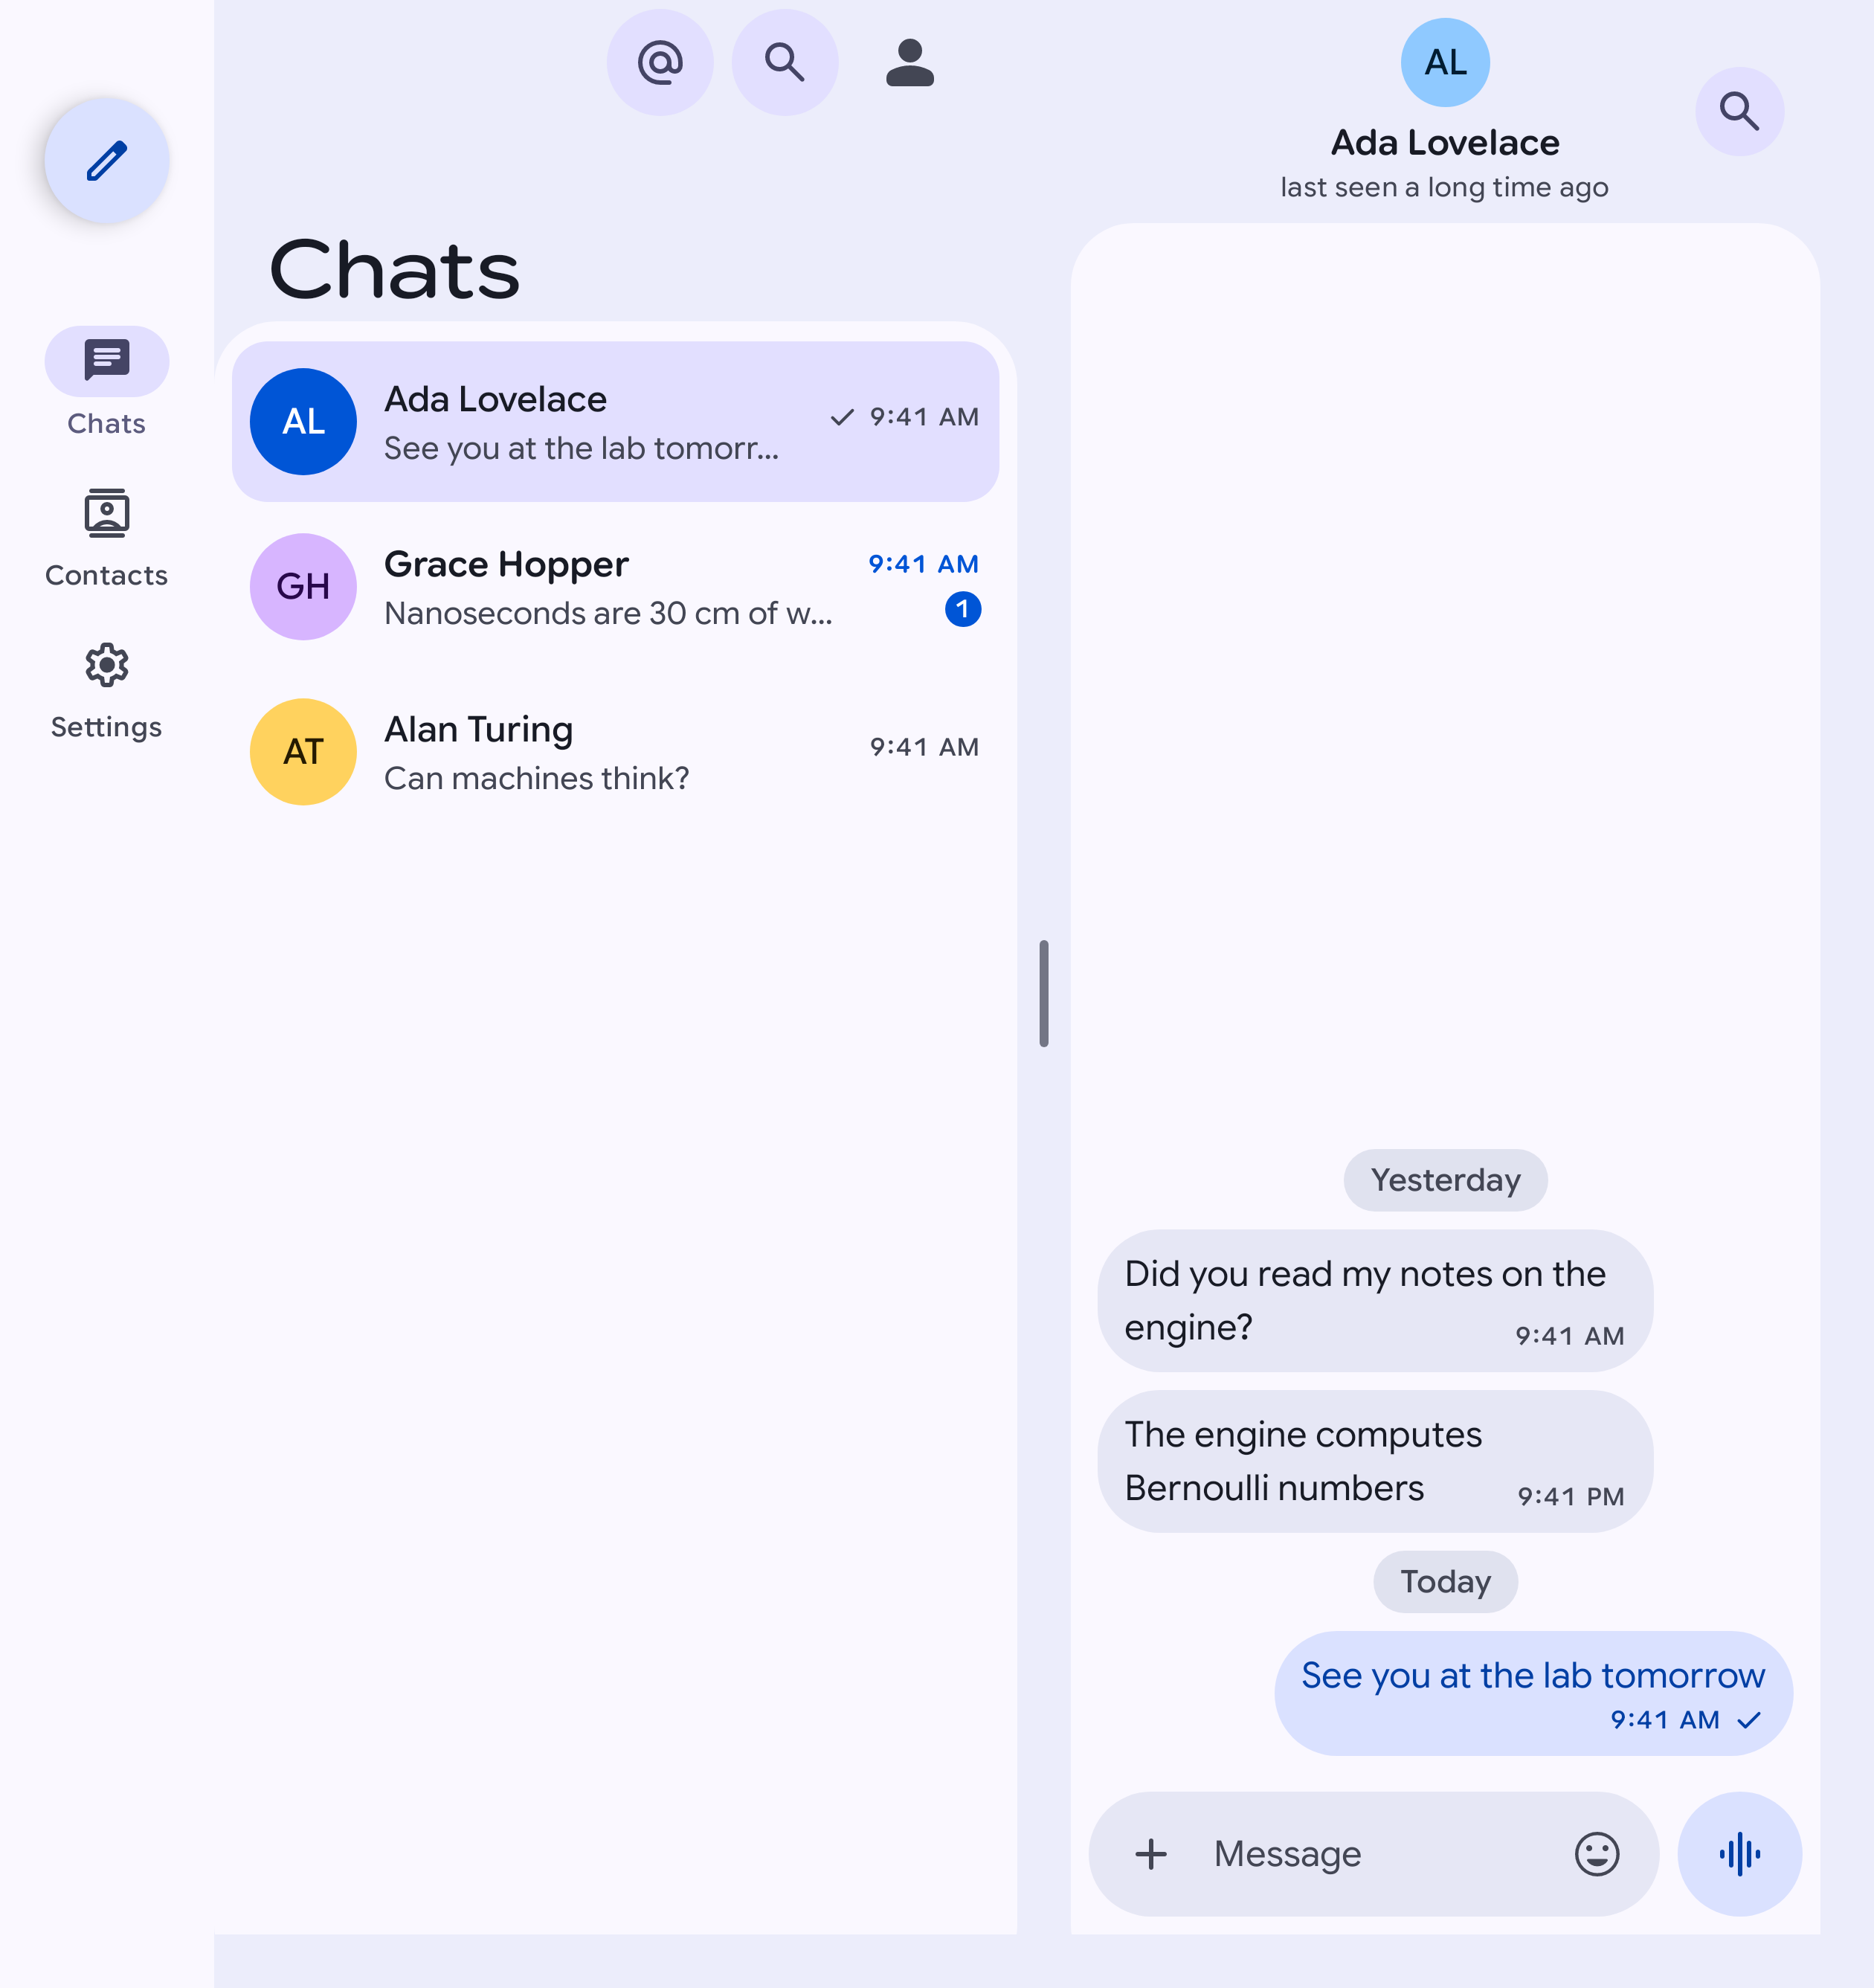 Chats
Contacts
Settings
Chats
AL
Ada Lovelace
9:41 AM
See you at the lab tomorr...
GH
Grace Hopper
9:41 AM
Nanoseconds are 30 cm of w...
1
AT
Alan Turing
9:41 AM
Can machines think?
AL
Ada Lovelace
last seen a long time ago
Yesterday
Did you read my notes on the
engine?
9:41 AM
The engine computes
Bernoulli numbers
9:41 PM
Today
See you at the lab tomorrow
9:41 AM
Message